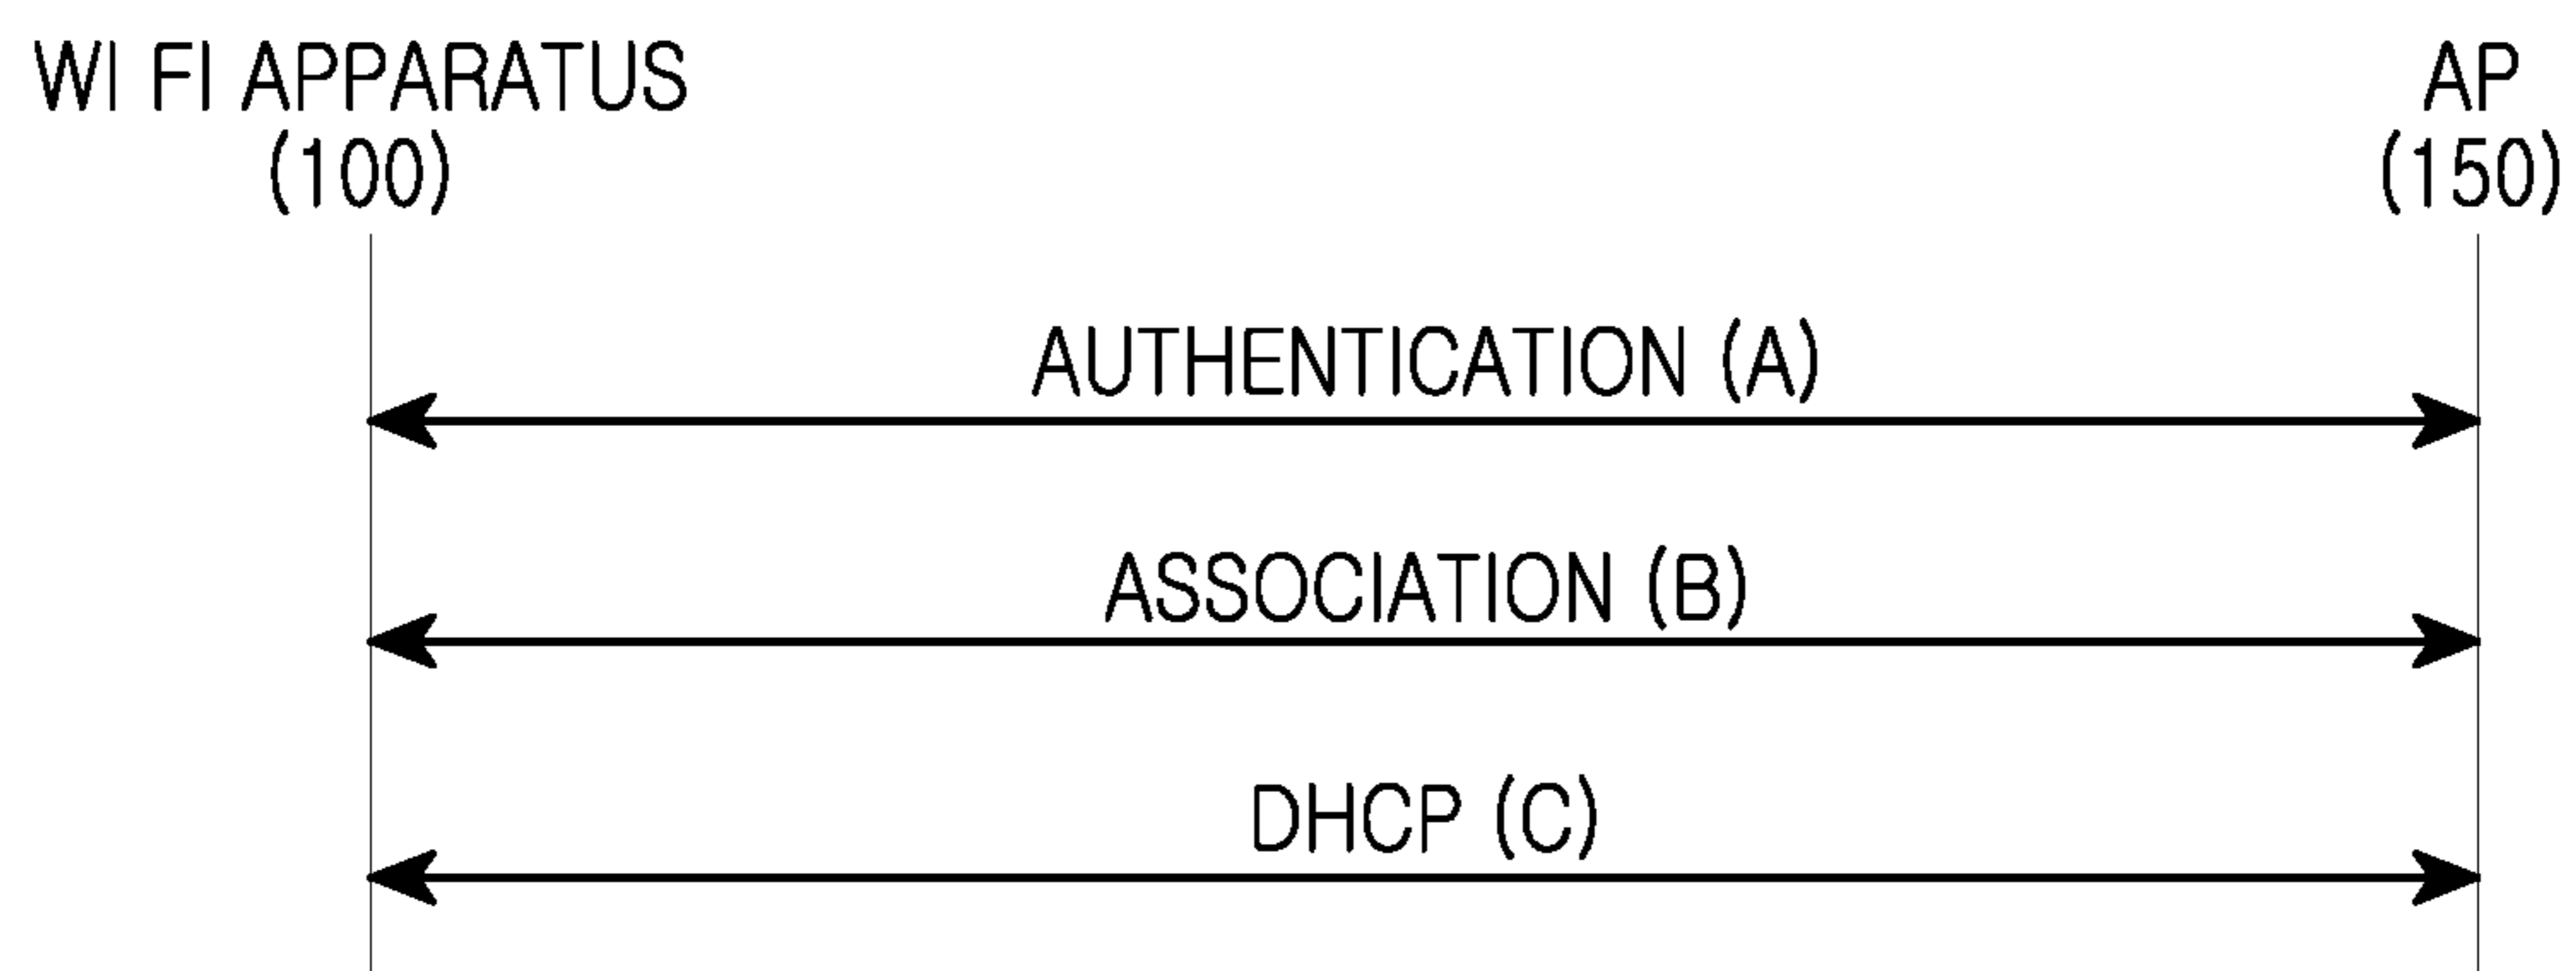 WI FI APPARATUS
(100)
AP
(150)
AUTHENTICATION (A)
ASSOCIATION (B)
DHCP (C)